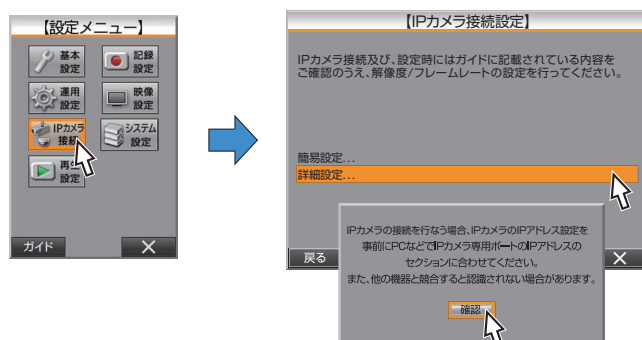 【設定メニュー】
基本
設定
記録
設定
運用
設定
映像
設定
IPカメラ
接続
システム
設定
再生
設定
ガイド
【IPカメラ接続設定】
IPカメラ接続及び、設定時にはガイドに記載されている内容を
ご確認のうえ、解像度/フレームレートの設定を行ってください。
簡易設定...
詳細設定...
IPカメラの接続を行なう場合、IPカメラのIPアドレス設定を
事前にPCなどでIPカメラ専用ポートのIPアドレスの
セクションに合わせてください。
また、他の機器と競合すると認識されない場合があります。
戻る
確認